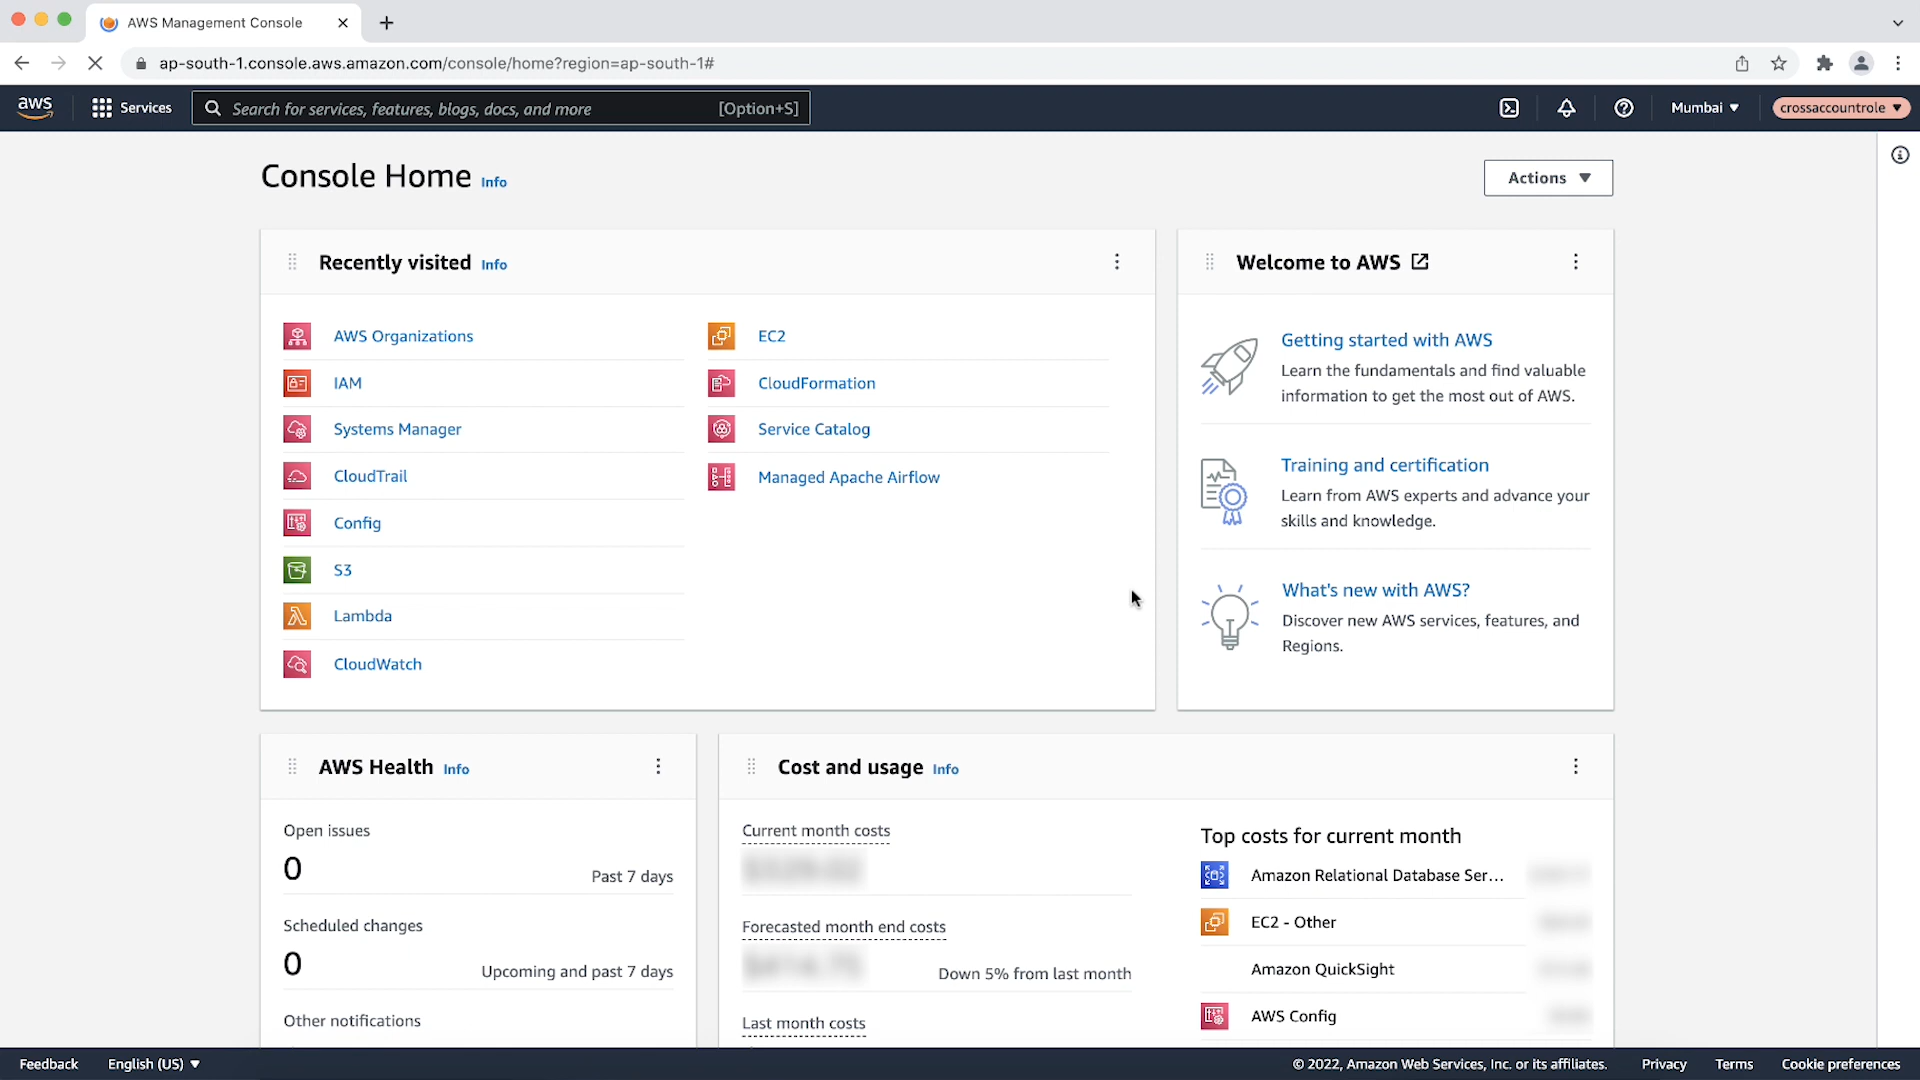 AWS Management Console
ap-south-1.console.aws.amazon.com/console/home?region=ap-south-1#
aws
Services
Search for services, features, blogs, docs, and more
[Option+S]
Mumbai
crossaccountrole
Console Home Info
Actions
Recently visited Info
AWS Organizations
IAM
Systems Manager
CloudTrail
Config
S3
Lambda
CloudWatch
EC2
CloudFormation
Service Catalog
Managed Apache Airflow
Welcome to AWS
Getting started with AWS
Learn the fundamentals and find valuable
information to get the most out of AWS.
Training and certification
Learn from AWS experts and advance your
skills and knowledge.
What's new with AWS?
Discover new AWS services, features, and
Regions.
AWS Health Info
Open issues
0
Past 7 days
Scheduled changes
0
Upcoming and past 7 days
Other notifications
Cost and usage Info
Current month costs
Forecasted month end costs
Down 5% from last month
Last month costs
Top costs for current month
Amazon Relational Database Ser...
EC2 - Other
Amazon QuickSight
AWS Config
Feedback
English (US)
© 2022, Amazon Web Services, Inc. or its affiliates.
Privacy
Terms
Cookie preferences